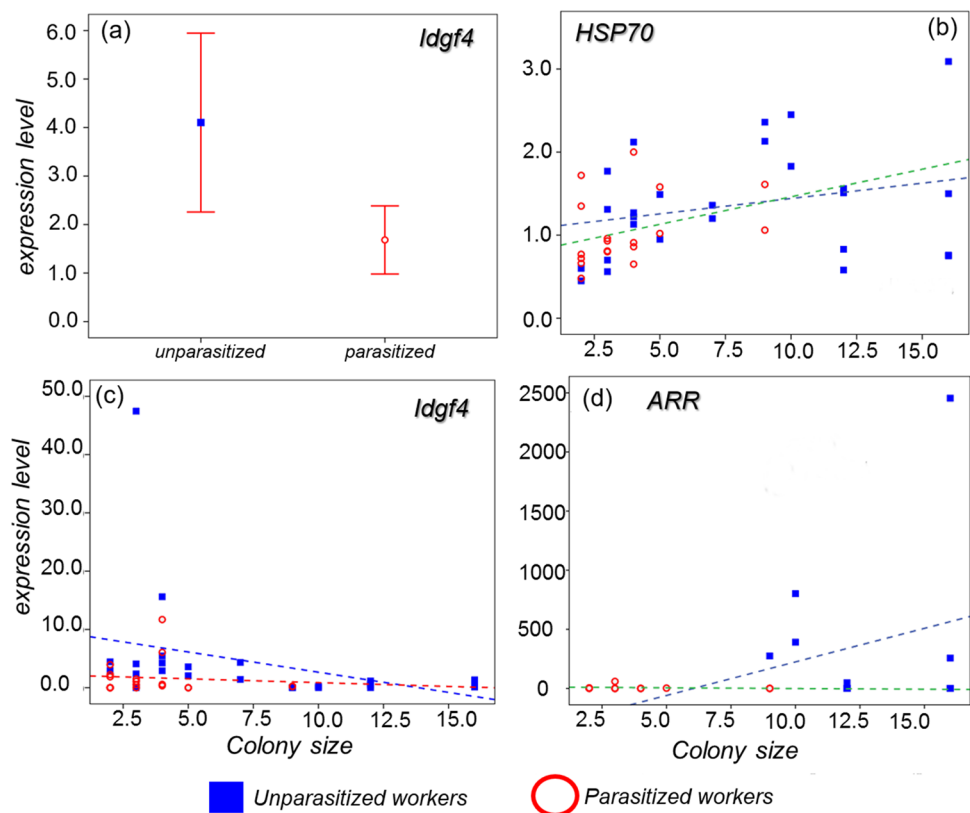 (a) Idgf4
6.0
5.0
4.0
3.0
2.0
1.0
0.0
expression level
unparasitized parasitized
HSP70 (b)
3.0
2.0
1.0
0.0
2.5 5.0 7.5 10.0 12.5 15.0
(c) Idgf4
50.0
40.0
30.0
20.0
10.0
0.0
expression level
2.5 5.0 7.5 10.0 12.5 15.0
Colony size
(d) ARR
2500
2000
1500
1000
500
0
2.5 5.0 7.5 10.0 12.5 15.0
Colony size
Unparasitized workers Parasitized workers